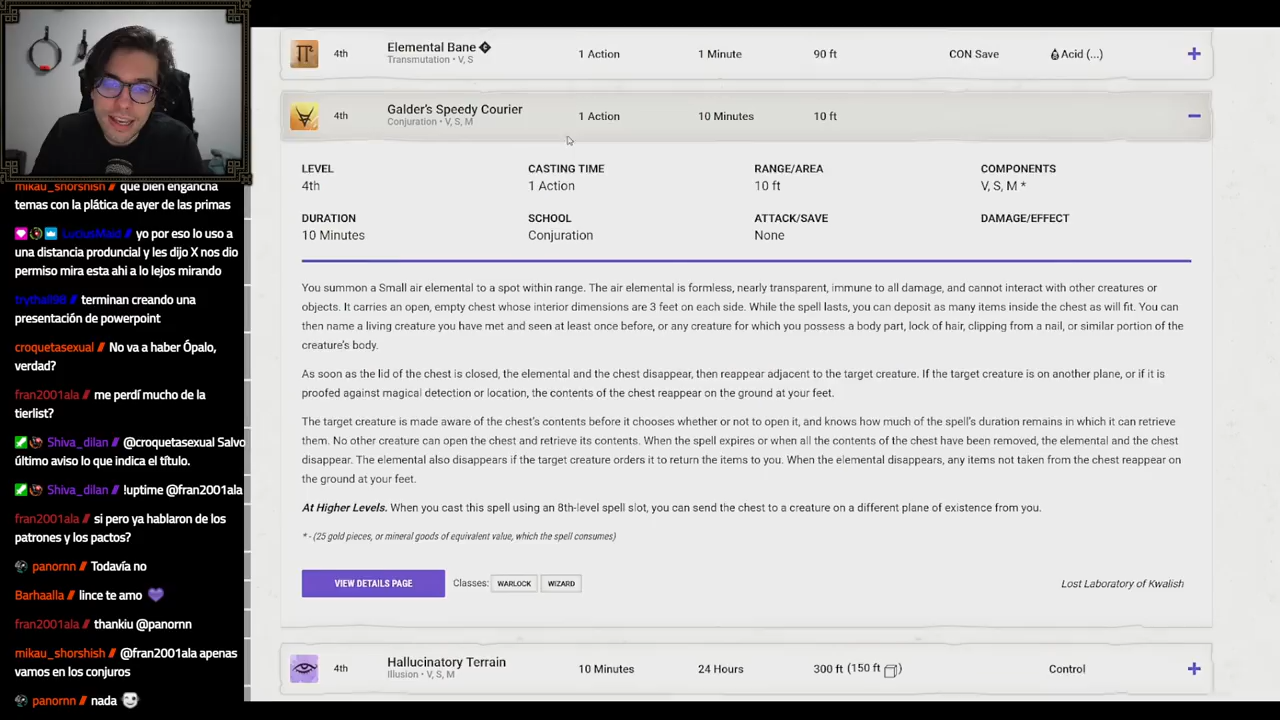 Elemental Bane
Transmutation • V, S
4th
1 Action
1 Minute
90 ft
CON Save
Acid (...)
Galder's Speedy Courier
Conjuration • V, S, M
4th
1 Action
10 Minutes
10 ft
LEVEL
4th
CASTING TIME
1 Action
RANGE/AREA
10 ft
COMPONENTS
V, S, M *
DURATION
10 Minutes
SCHOOL
Conjuration
ATTACK/SAVE
None
DAMAGE/EFFECT
You summon a Small air elemental to a spot within range. The air elemental is formless, nearly transparent, immune to all damage, and cannot interact with other creatures or
objects. It carries an open, empty chest whose interior dimensions are 3 feet on each side. While the spell lasts, you can deposit as many items inside the chest as will fit. You can
then name a living creature you have met and seen at least once before, or any creature for which you possess a body part, lock of hair, clipping from a nail, or similar portion of the
creature's body.
As soon as the lid of the chest is closed, the elemental and the chest disappear, then reappear adjacent to the target creature. If the target creature is on another plane, or if it is
proofed against magical detection or location, the contents of the chest reappear on the ground at your feet.
The target creature is made aware of the chest's contents before it chooses whether or not to open it, and knows how much of the spell's duration remains in which it can retrieve
them. No other creature can open the chest and retrieve its contents. When the spell expires or when all the contents of the chest have been removed, the elemental and the chest
disappear. The elemental also disappears if the target creature orders it to return the items to you. When the elemental disappears, any items not taken from the chest reappear on
the ground at your feet.
At Higher Levels. When you cast this spell using an 8th-level spell slot, you can send the chest to a creature on a different plane of existence from you.
* - (25 gold pieces, or mineral goods of equivalent value, which the spell consumes)
VIEW DETAILS PAGE
Classes: WARLOCK WIZARD
Lost Laboratory of Kwalish
Hallucinatory Terrain
Illusion • V, S, M
4th
10 Minutes
24 Hours
300 ft (150 ft )
Control
mikau_shorshish // que bien engancha
temas con la plática de ayer de las primas
LuciusMald // yo por eso lo uso a
una distancia produncial y les dijo X nos dio
permiso mira esta ahi a lo lejos mirando
trythall98 // terminan creando una
presentación de powerpoint
croquetasexual // No va a haber Ópalo,
verdad?
fran2001ala // me perdí mucho de la
tierlist?
Shiva_dilan // @croquetasexual Salvo
último aviso lo que indica el título.
Shiva_dilan // !uptime @fran2001ala
fran2001ala // si pero ya hablaron de los
patrones y los pactos?
panornn // Todavía no
Barhaalla // lince te amo
fran2001ala // thankiu @panornn
mikau_shorshish // @fran2001ala apenas
vamos en los conjuros
panornn // nada